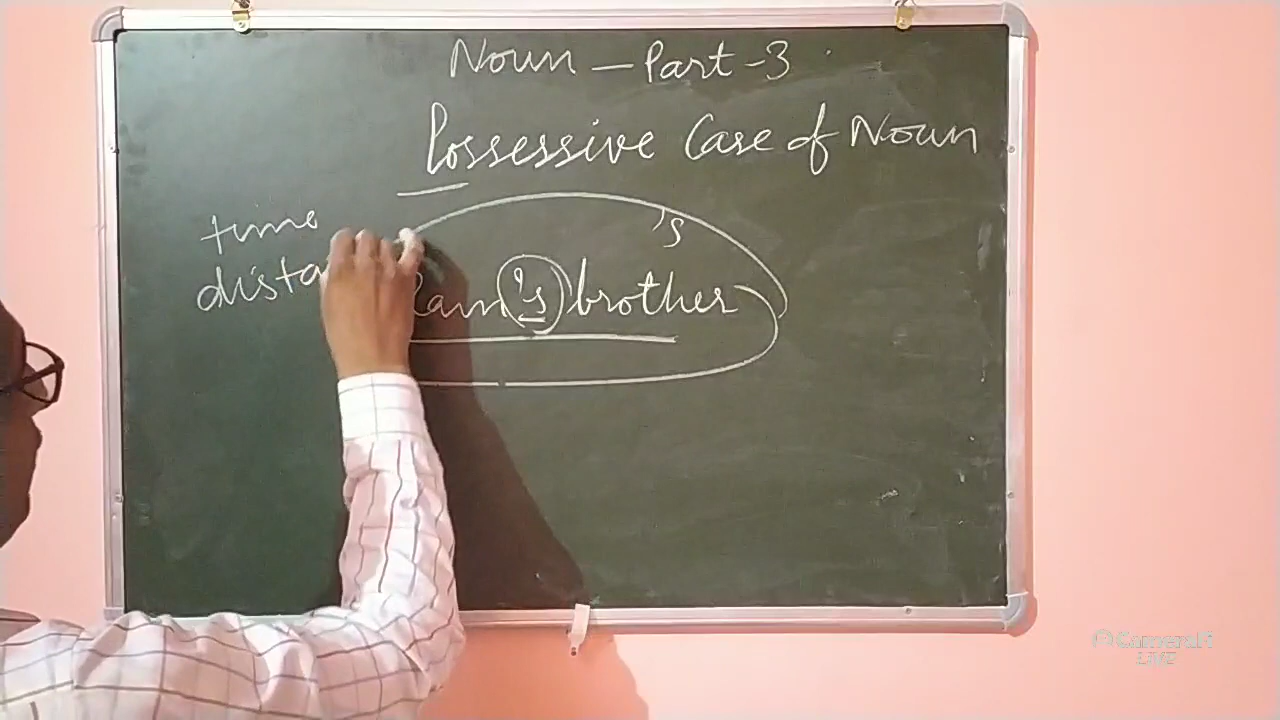 Noun - Part - 3
Possessive Case of Noun
's
time
dista
Ram's brother